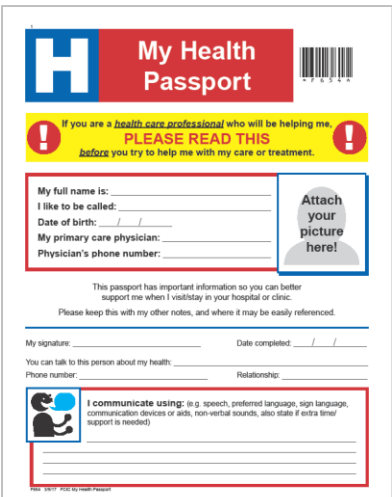 H
My Health
Passport
*F654*
If you are a health care professional who will be helping me,
PLEASE READ THIS
before you try to help me with my care or treatment.
My full name is:
I like to be called:
Date of birth: / /
My primary care physician:
Physician's phone number:
Attach
your
picture
here!
This passport has important information so you can better
support me when I visit/stay in your hospital or clinic.
Please keep this with my other notes, and where it may be easily referenced.
My signature: Date completed: / /
You can talk to this person about my health:
Phone number: Relationship:
I communicate using: (e.g. speech, preferred language, sign language,
communication devices or aids, non-verbal sounds, also state if extra time/
support is needed)
FCIC My Health Passport